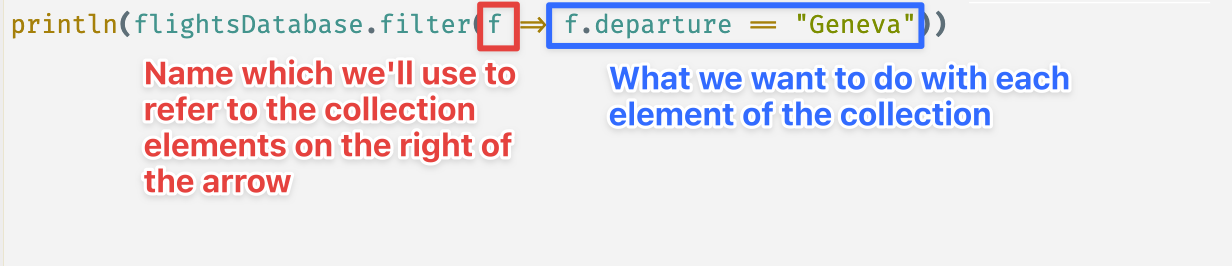 println(flightsDatabase.filter(f => f.departure == "Geneva"))
Name which we'll use to
refer to the collection
elements on the right of
the arrow
What we want to do with each
element of the collection